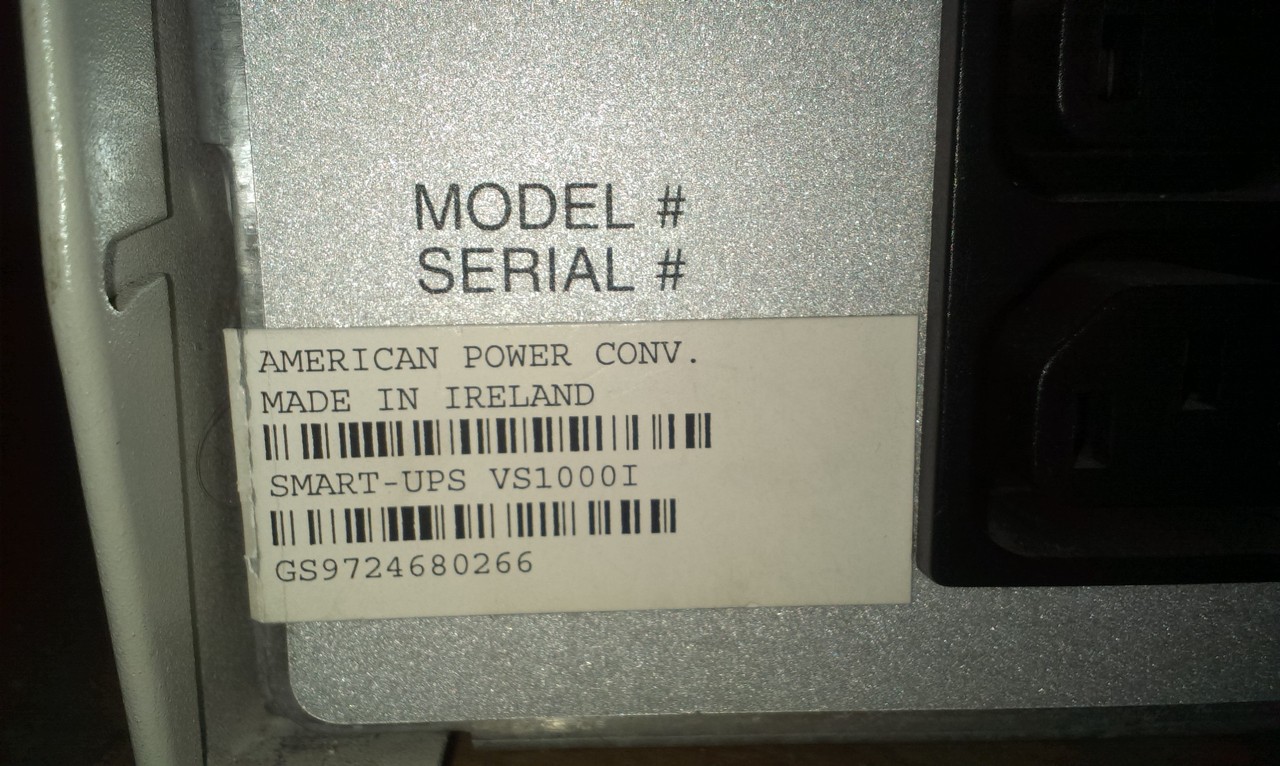 MODEL #
SERIAL #
AMERICAN POWER CONV.
MADE IN IRELAND
SMART-UPS VS1000I
GS9724680266